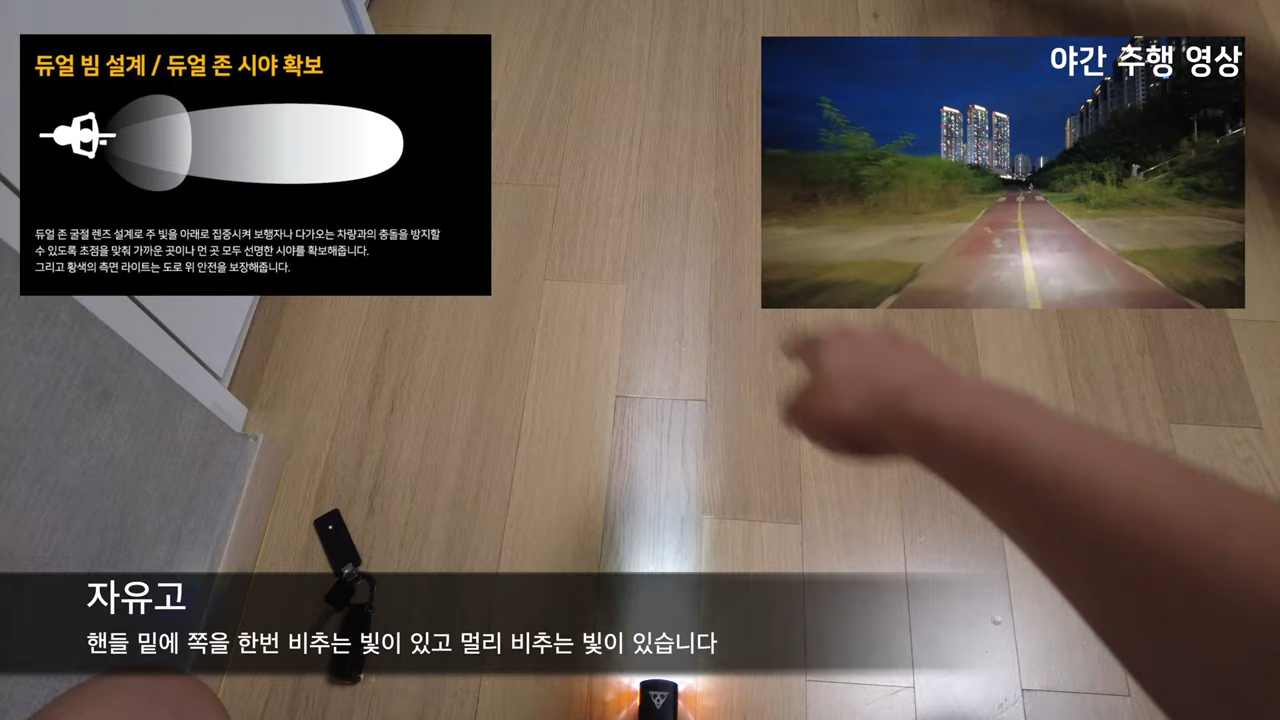 듀얼 빔 설계 / 듀얼 존 시야 확보
듀얼 존 굴절 렌즈 설계로 주 빛을 아래로 집중시켜 보행자나 다가오는 차량과의 충돌을 방지할
수 있도록 초점을 맞춰 가까운 곳이나 먼 곳 모두 선명한 시야를 확보해줍니다.
그리고 황색의 측면 라이트는 도로 위 안전을 보장해줍니다.
야간 주행 영상
자유고
핸들 밑에 쪽을 한번 비추는 빛이 있고 멀리 비추는 빛이 있습니다